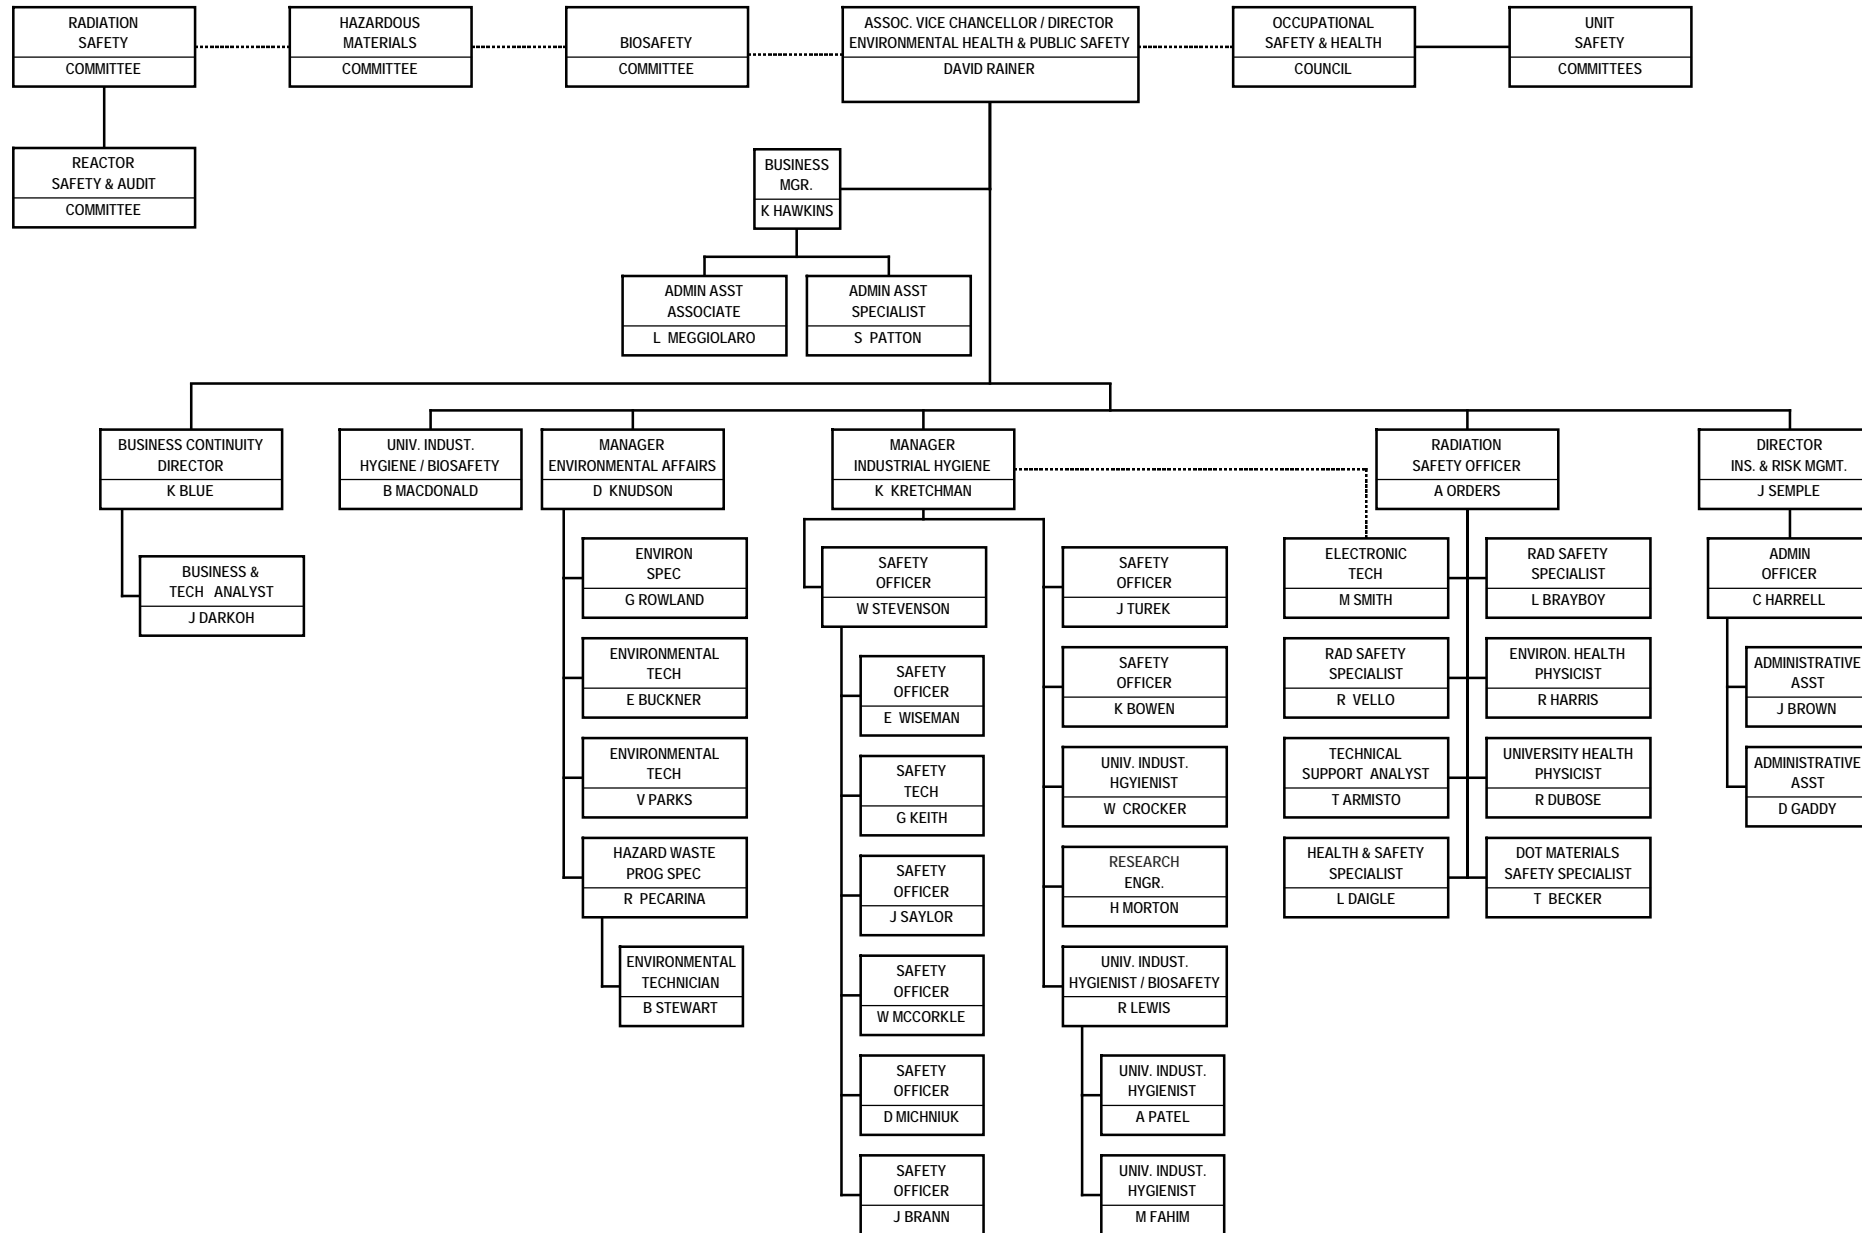 RADIATION
SAFETY
COMMITTEE
HAZARDOUS
MATERIALS
COMMITTEE
BIOSAFETY
COMMITTEE
ASSOC. VICE CHANCELLOR / DIRECTOR
ENVIRONMENTAL HEALTH & PUBLIC SAFETY
DAVID RAINER
OCCUPATIONAL
SAFETY & HEALTH
COUNCIL
UNIT
SAFETY
COMMITTEES
REACTOR
SAFETY & AUDIT
COMMITTEE
BUSINESS
MGR.
K HAWKINS
ADMIN ASST
ASSOCIATE
L MEGGIOLARO
ADMIN ASST
SPECIALIST
S PATTON
BUSINESS CONTINUITY
DIRECTOR
K BLUE
BUSINESS &
TECH ANALYST
J DARKOH
UNIV. INDUST.
HYGIENE / BIOSAFETY
B MACDONALD
MANAGER
ENVIRONMENTAL AFFAIRS
D KNUDSON
ENVIRON
SPEC
G ROWLAND
ENVIRONMENTAL
TECH
E BUCKNER
ENVIRONMENTAL
TECH
V PARKS
HAZARD WASTE
PROG SPEC
R PECARINA
ENVIRONMENTAL
TECHNICIAN
B STEWART
MANAGER
INDUSTRIAL HYGIENE
K KRETCHMAN
SAFETY
OFFICER
W STEVENSON
SAFETY
OFFICER
E WISEMAN
SAFETY
TECH
G KEITH
SAFETY
OFFICER
J SAYLOR
SAFETY
OFFICER
W MCCORKLE
SAFETY
OFFICER
D MICHNIUK
SAFETY
OFFICER
J BRANN
SAFETY
OFFICER
J TUREK
SAFETY
OFFICER
K BOWEN
UNIV. INDUST.
HGYIENIST
W CROCKER
RESEARCH
ENGR.
H MORTON
UNIV. INDUST.
HYGIENIST / BIOSAFETY
R LEWIS
UNIV. INDUST.
HYGIENIST
A PATEL
UNIV. INDUST.
HYGIENIST
M FAHIM
RADIATION
SAFETY OFFICER
A ORDERS
ELECTRONIC
TECH
M SMITH
RAD SAFETY
SPECIALIST
L BRAYBOY
RAD SAFETY
SPECIALIST
R VELLO
ENVIRON. HEALTH
PHYSICIST
R HARRIS
TECHNICAL
SUPPORT ANALYST
T ARMISTO
UNIVERSITY HEALTH
PHYSICIST
R DUBOSE
HEALTH & SAFETY
SPECIALIST
L DAIGLE
DOT MATERIALS
SAFETY SPECIALIST
T BECKER
DIRECTOR
INS. & RISK MGMT.
J SEMPLE
ADMIN
OFFICER
C HARRELL
ADMINISTRATIVE
ASST
J BROWN
ADMINISTRATIVE
ASST
D GADDY